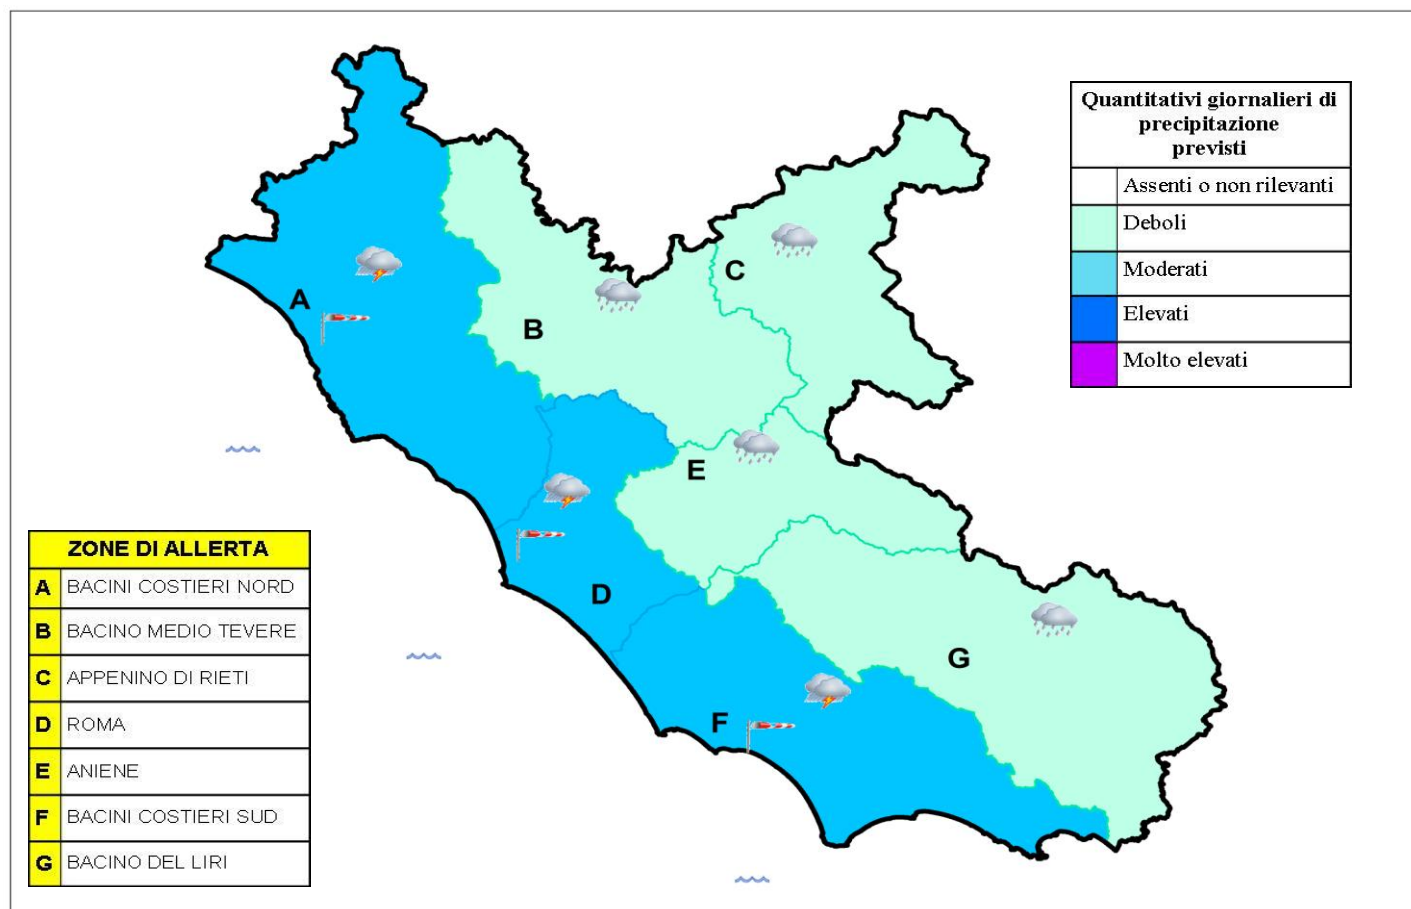 Quantitativi giornalieri di
precipitazione
previsti
Assenti o non rilevanti
Deboli
Moderati
Elevati
Molto elevati
A
B
C
D
E
F
G
ZONE DI ALLERTA
A BACINI COSTIERI NORD
B BACINO MEDIO TEVERE
C APPENINO DI RIETI
D ROMA
E ANIENE
F BACINI COSTIERI SUD
G BACINO DEL LIRI